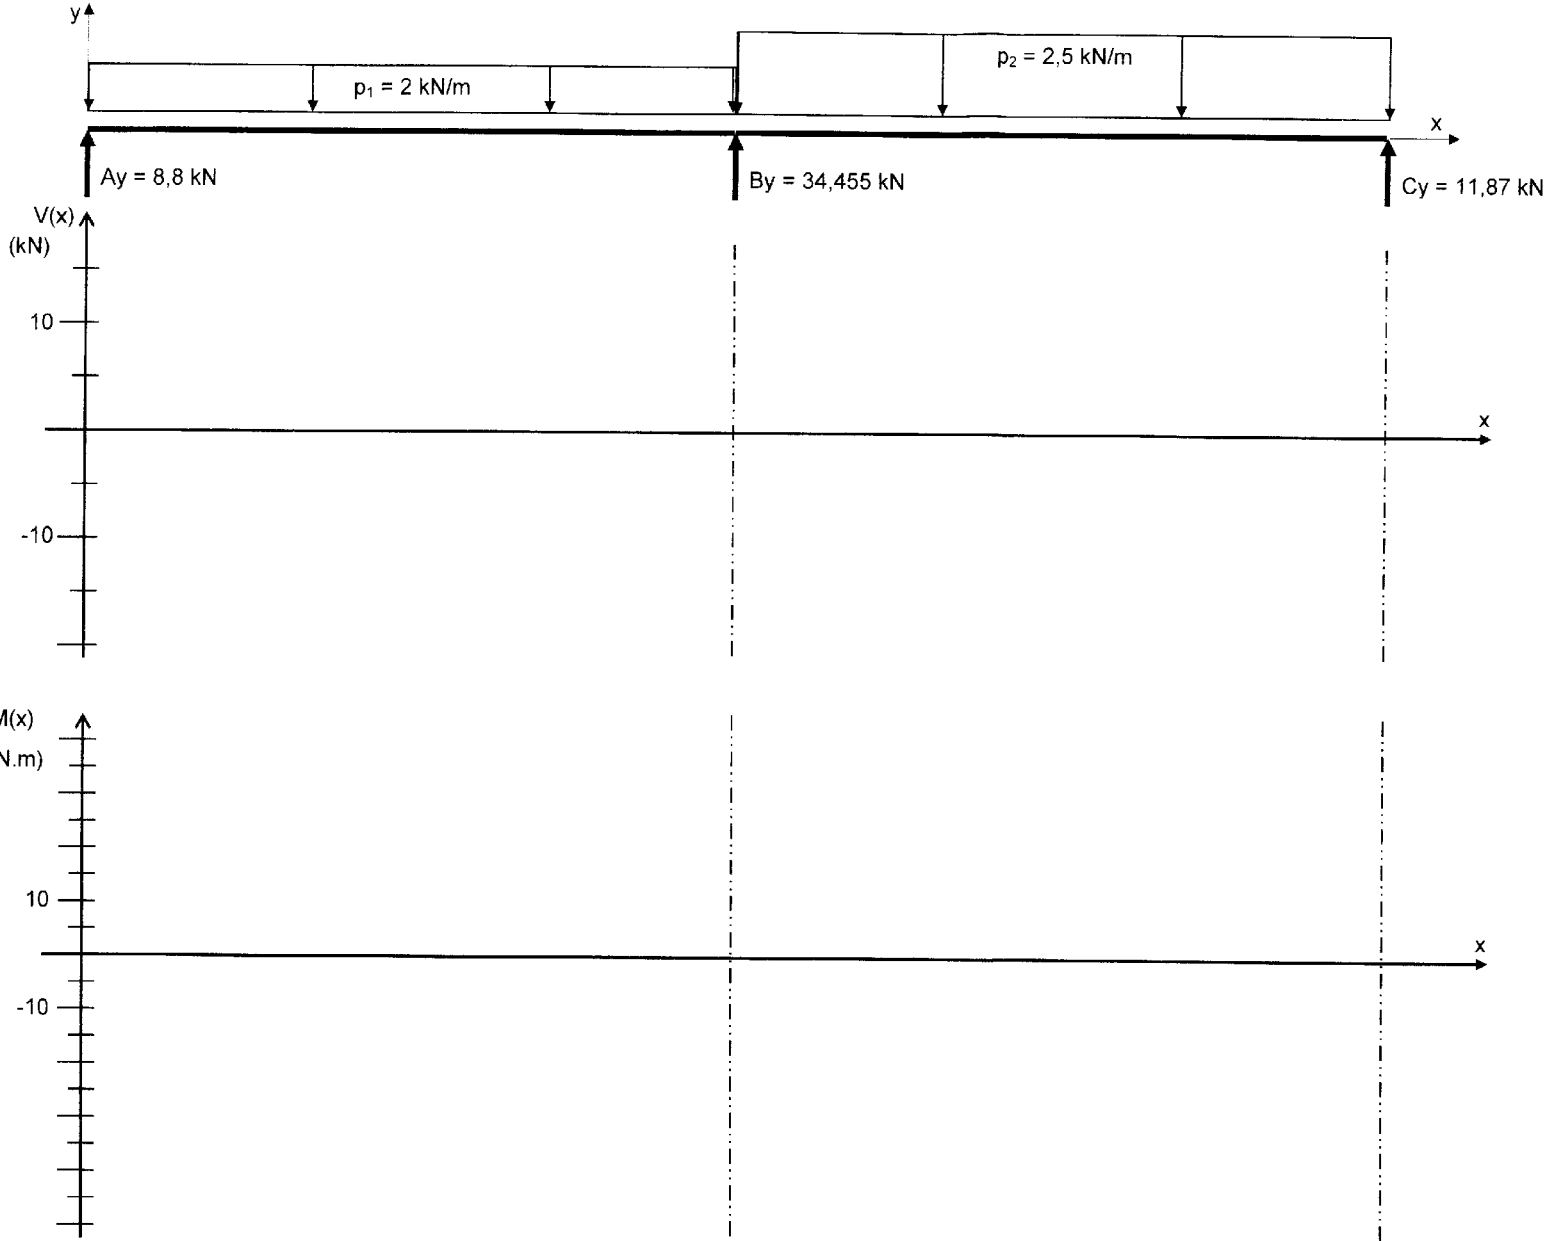 y
p₁ = 2 kN/m
p₂ = 2,5 kN/m
x
Ay = 8,8 kN
By = 34,455 kN
Cy = 11,87 kN
V(x)
(kN)
10
x
-10
M(x)
N.m)
10
x
-10